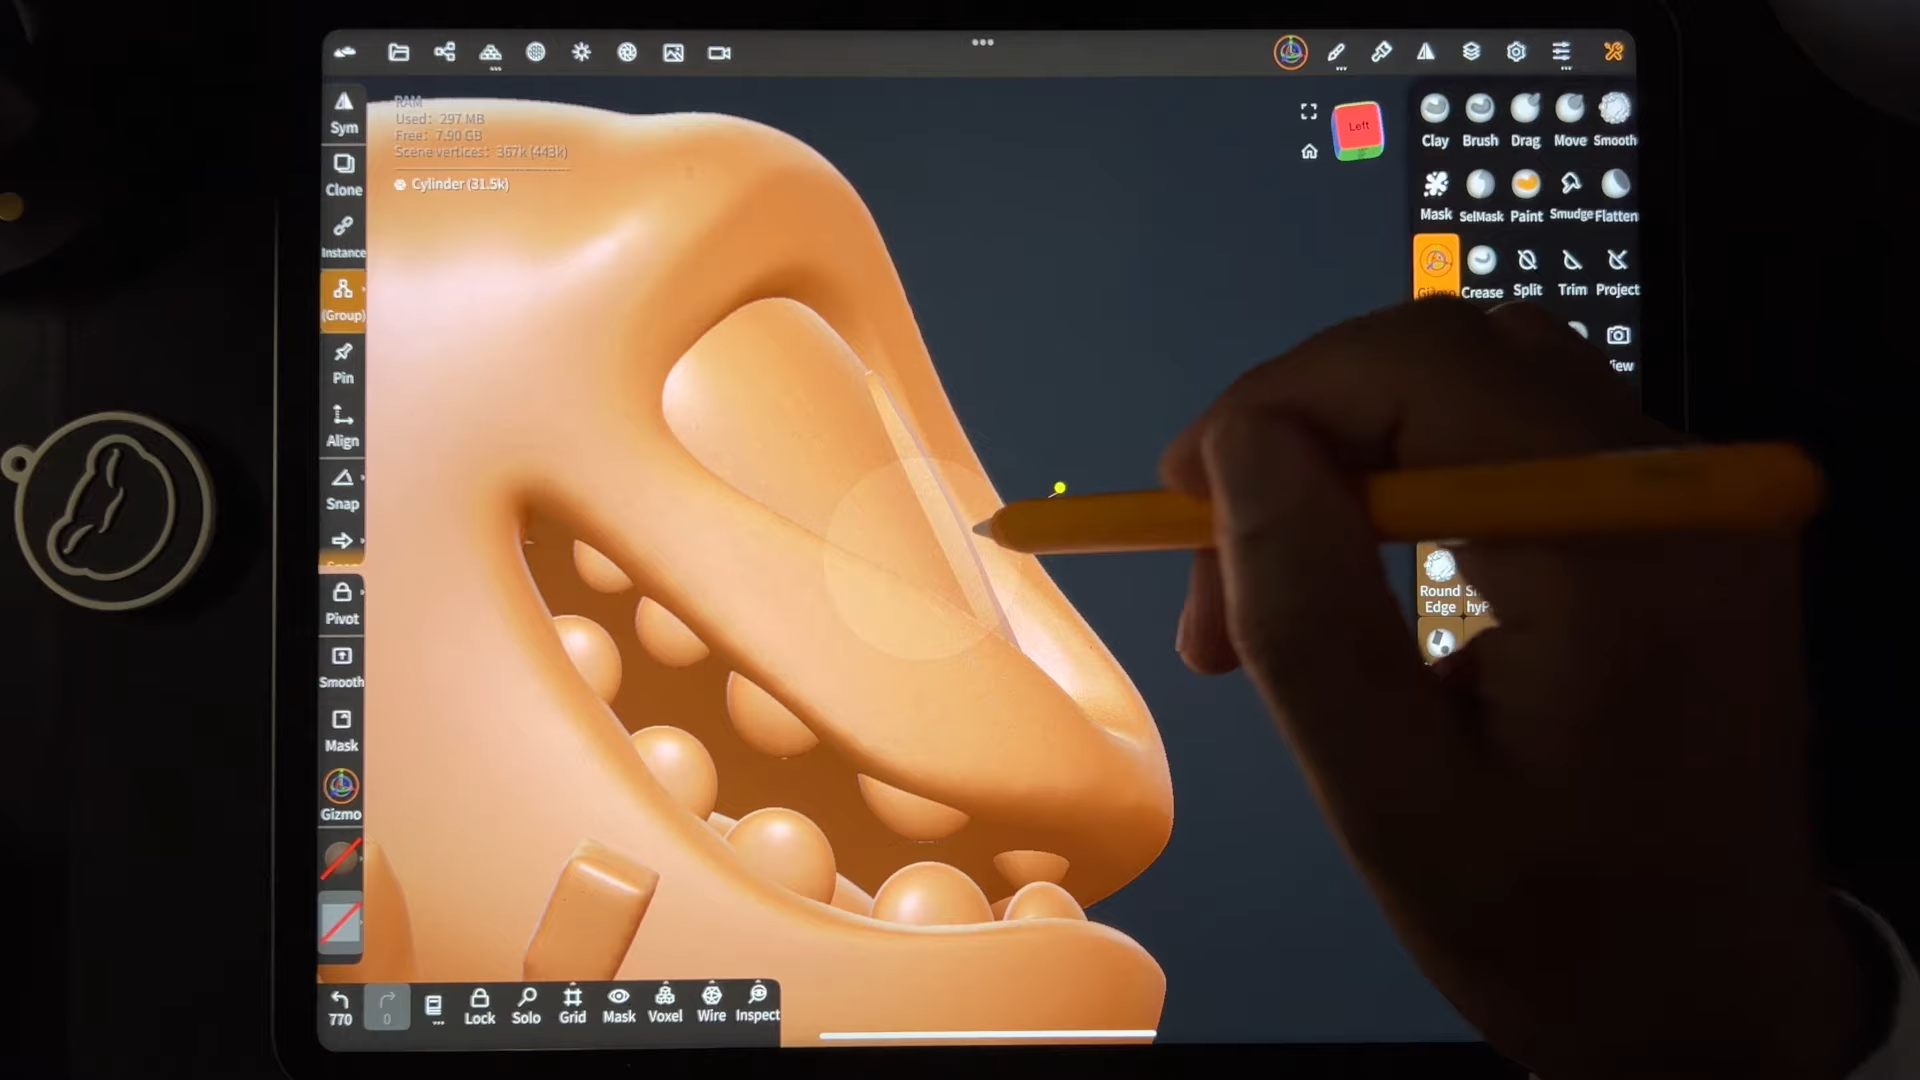 Left
RAM
Used: 297 MB
Free: 7.90 GB
Scene vertices: 367k (443k)
Cylinder (31.5k)
Sym
Clone
Instance
(Group)
Pin
Align
Snap
Pivot
Smooth
Mask
Gizmo
770
0
Lock
Solo
Grid
Mask
Voxel
Wire
Inspect
Clay
Brush
Drag
Move
Smooth
Mask
SelMask
Paint
Smudge
Flatten
Gizmo
Crease
Split
Trim
Project
Round
Edge